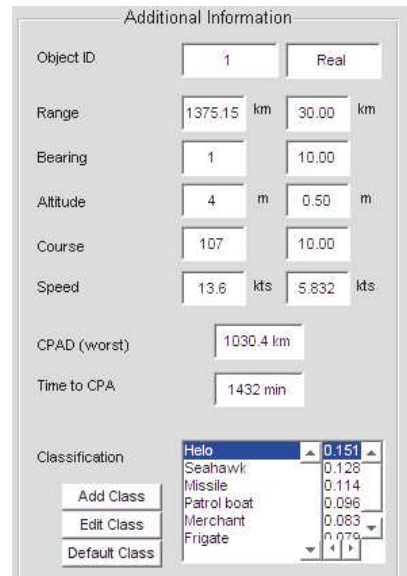 Additional Information
Object ID 1 Real
Range 1375.15 km 30.00 km
Bearing 1 10.00
Altitude 4 m 0.50 m
Course 107 10.00
Speed 13.6 kts 5.832 kts
CPAD (worst) 1030.4 km
Time to CPA 1432 min
Classification
Helo 0.151
Seahawk 0.128
Missile 0.114
Patrol boat 0.096
Merchant 0.083
Frigate 0.079
Add Class
Edit Class
Default Class